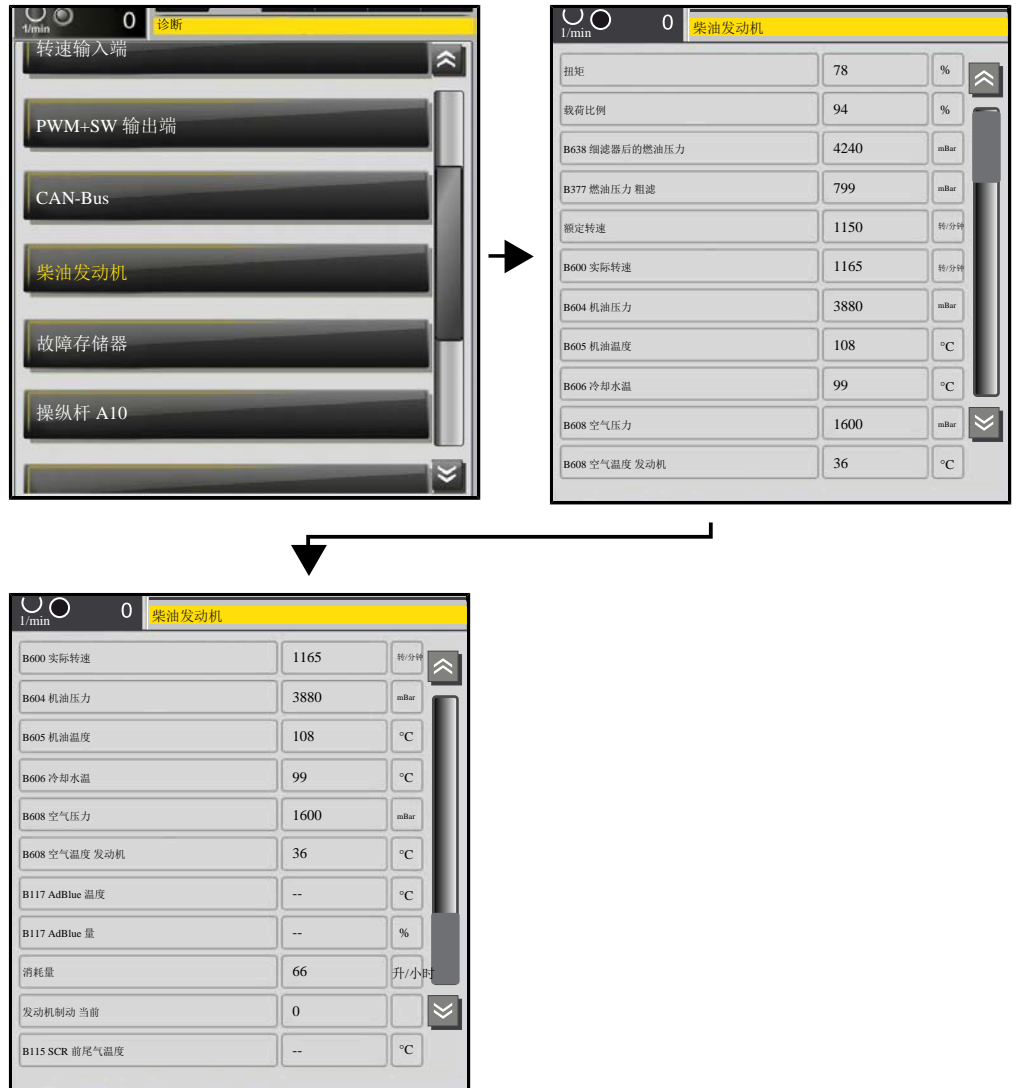 1/min
0
诊断
转速输入端
PWM+SW 输出端
CAN-Bus
柴油发动机
故障存储器
操纵杆 A10
1/min
0
柴油发动机
扭矩 78 %
载荷比例 94 %
B638 细滤器后的燃油压力 4240 mBar
B377 燃油压力 粗滤 799 mBar
额定转速 1150 转/分钟
B600 实际转速 1165 转/分钟
B604 机油压力 3880 mBar
B605 机油温度 108 °C
B606 冷却水温 99 °C
B608 空气压力 1600 mBar
B608 空气温度 发动机 36 °C
1/min
0
柴油发动机
B600 实际转速 1165 转/分钟
B604 机油压力 3880 mBar
B605 机油温度 108 °C
B606 冷却水温 99 °C
B608 空气压力 1600 mBar
B608 空气温度 发动机 36 °C
B117 AdBlue 温度 -- °C
B117 AdBlue 量 -- %
消耗量 66 升/小时
发动机制动 当前 0
B115 SCR 前尾气温度 -- °C